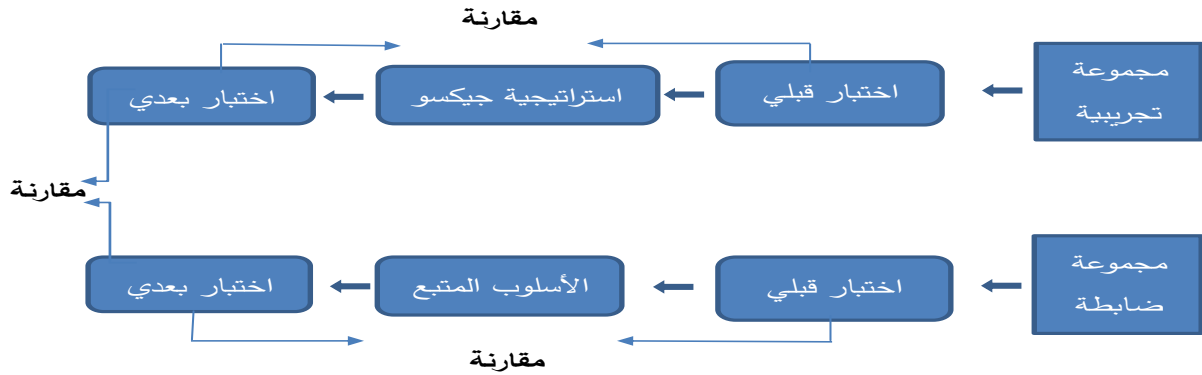 مقارنة
مجموعة
تجريبية
اختبار قبلي
استراتيجية جيكسو
اختبار بعدي
مقارنة
مجموعة
ضابطة
اختبار قبلي
الأسلوب المتبع
اختبار بعدي
مقارنة